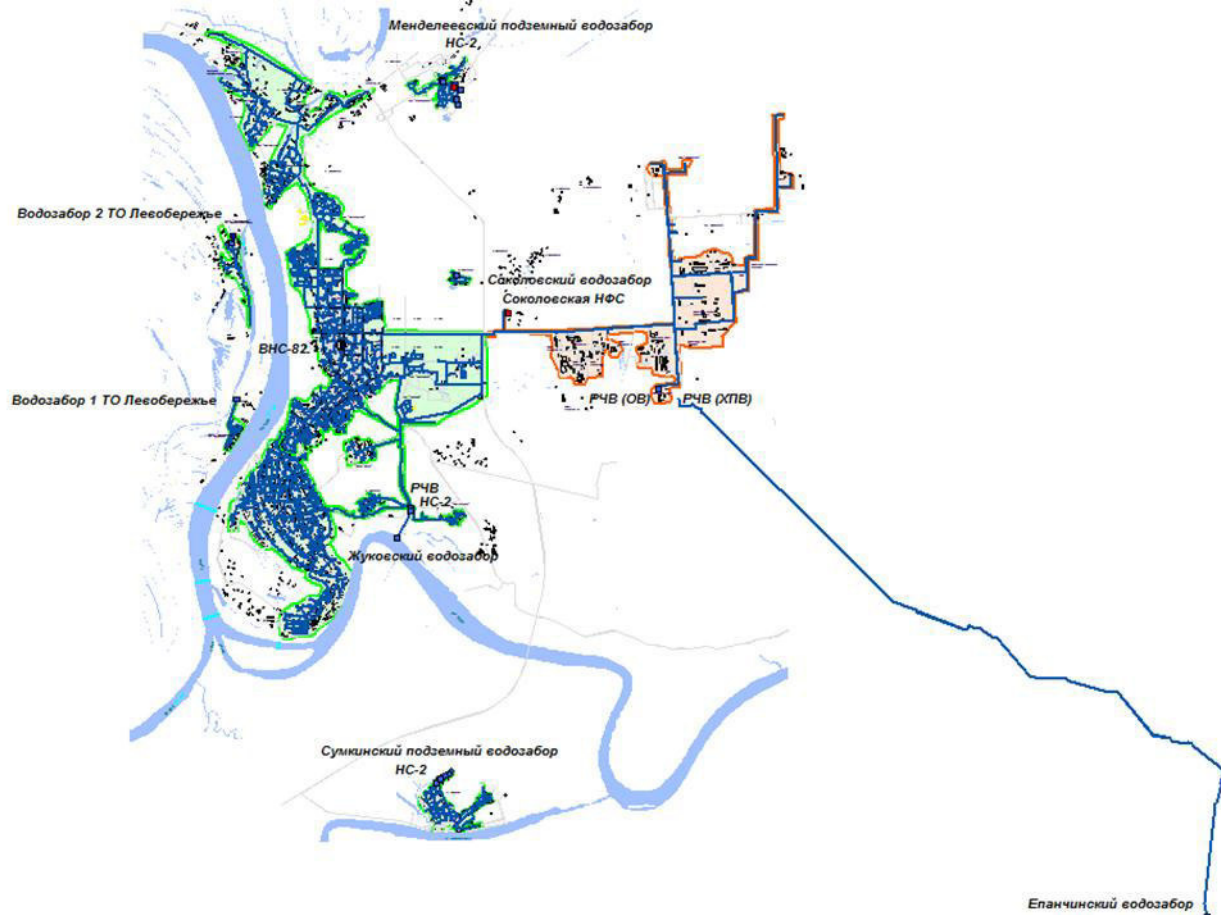 Менделеевский подземный водозабор
НС-2
Водозабор 2 ТО Левобережье
Соколовский водозабор
Соколовская НФС
ВНС-82
Водозабор 1 ТО Левобережье
РЧВ (ОВ)
РЧВ (ХПВ)
РЧВ
НС-2
Жуковский водозабор
Сумкинский подземный водозабор
НС-2
Епанчинский водозабор